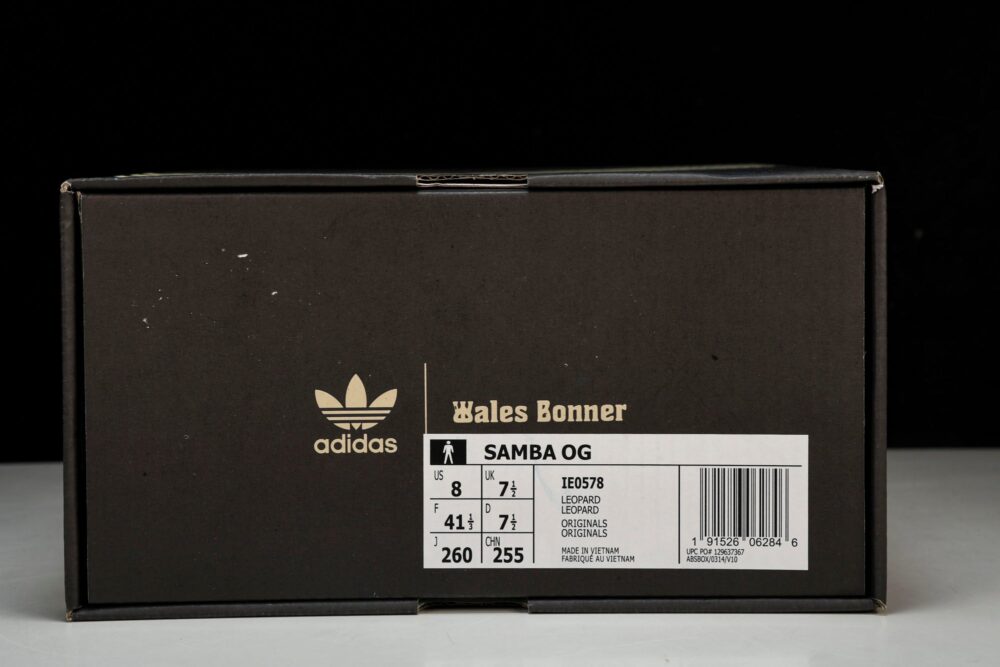 adidas
Wales Bonner
SAMBA OG
US 8 UK 7½
F 41⅓ D 7½
J 260 CHN 255
IE0578
LEOPARD
LEOPARD
ORIGINALS
ORIGINALS
MADE IN VIETNAM
FABRIQUÉ AU VIETNAM
1 91526 06284 6
UPC PO# 129637367
ABSBOX/0314/V10